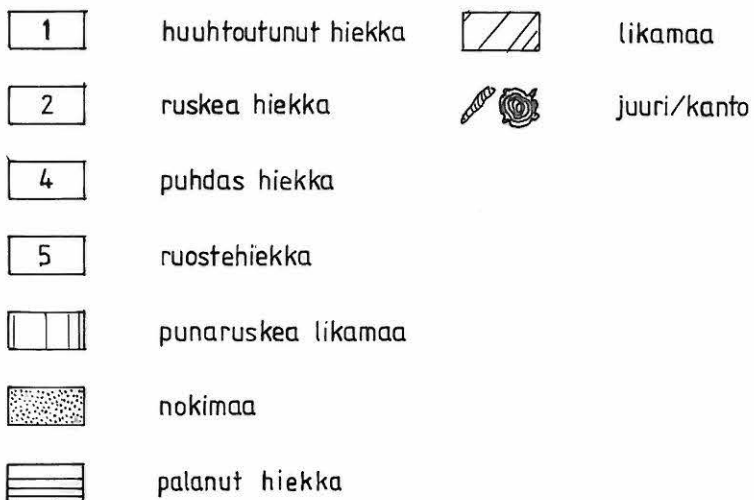 1 huuhtoutunut hiekka
2 ruskea hiekka
4 puhdas hiekka
5 ruostehiekka
punaruskea likamaa
nokimaa
palanut hiekka
likamaa
juuri/kanto